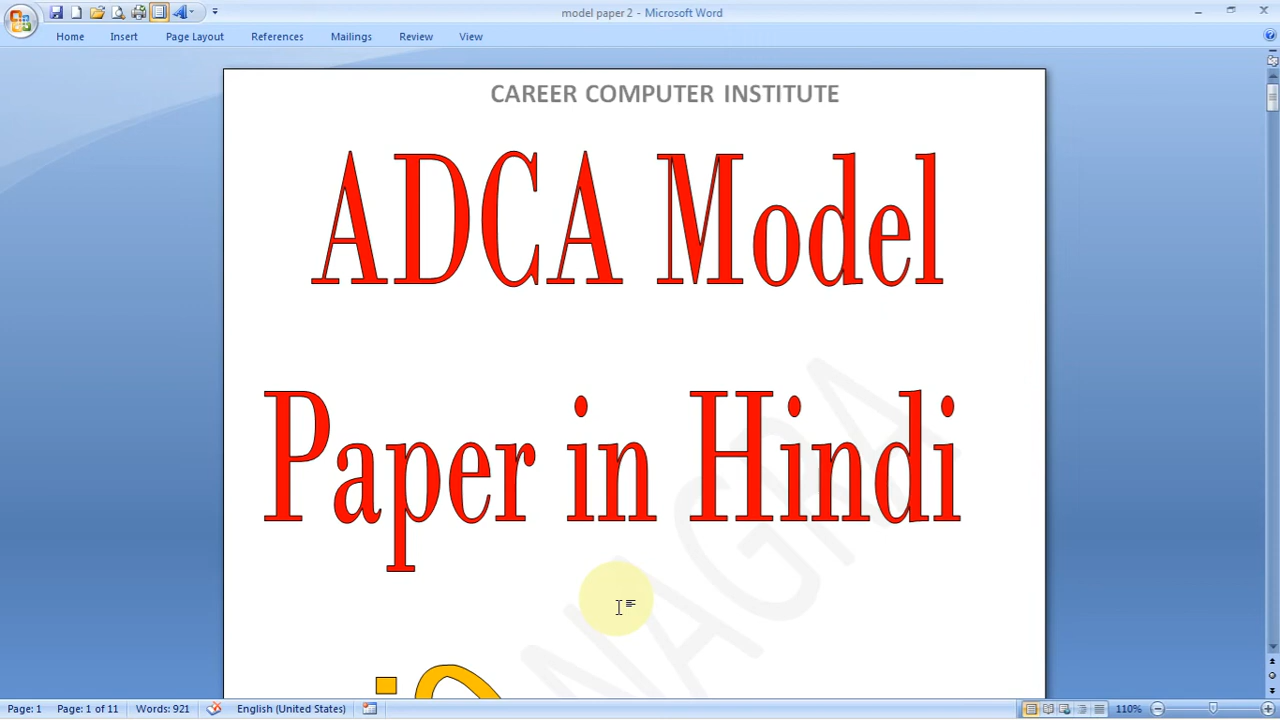 model paper 2 - Microsoft Word
Home Insert Page Layout References Mailings Review View
CAREER COMPUTER INSTITUTE
ADCA Model
Paper in Hindi
Page: 1 Page: 1 of 11 Words: 921 English (United States) 110%